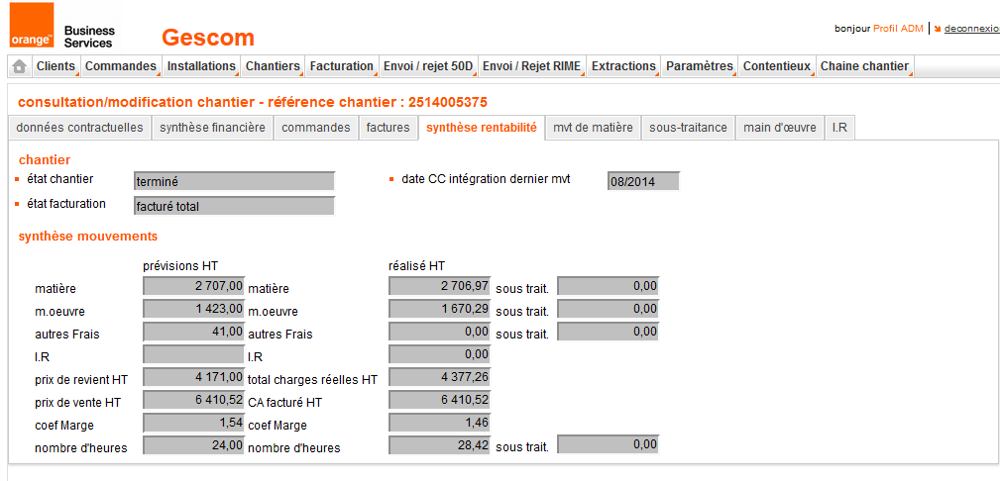 orange™ Business Services
Gescom
bonjour Profil ADM deconnexio
Clients Commandes Installations Chantiers Facturation Envoi / rejet 50D Envoi / Rejet RIME Extractions Paramètres Contentieux Chaine chantier
consultation/modification chantier - référence chantier : 2514005375
données contractuelles synthèse financière commandes factures synthèse rentabilité mvt de matière sous-traitance main d'œuvre I.R
chantier
état chantier terminé date CC intégration dernier mvt 08/2014
état facturation facturé total
synthèse mouvements
prévisions HT réalisé HT
matière 2 707,00 matière 2 706,97 sous trait. 0,00
m.oeuvre 1 423,00 m.oeuvre 1 670,29 sous trait. 0,00
autres Frais 41,00 autres Frais 0,00 sous trait. 0,00
I.R I.R 0,00
prix de revient HT 4 171,00 total charges réelles HT 4 377,26
prix de vente HT 6 410,52 CA facturé HT 6 410,52
coef Marge 1,54 coef Marge 1,46
nombre d'heures 24,00 nombre d'heures 28,42 sous trait. 0,00